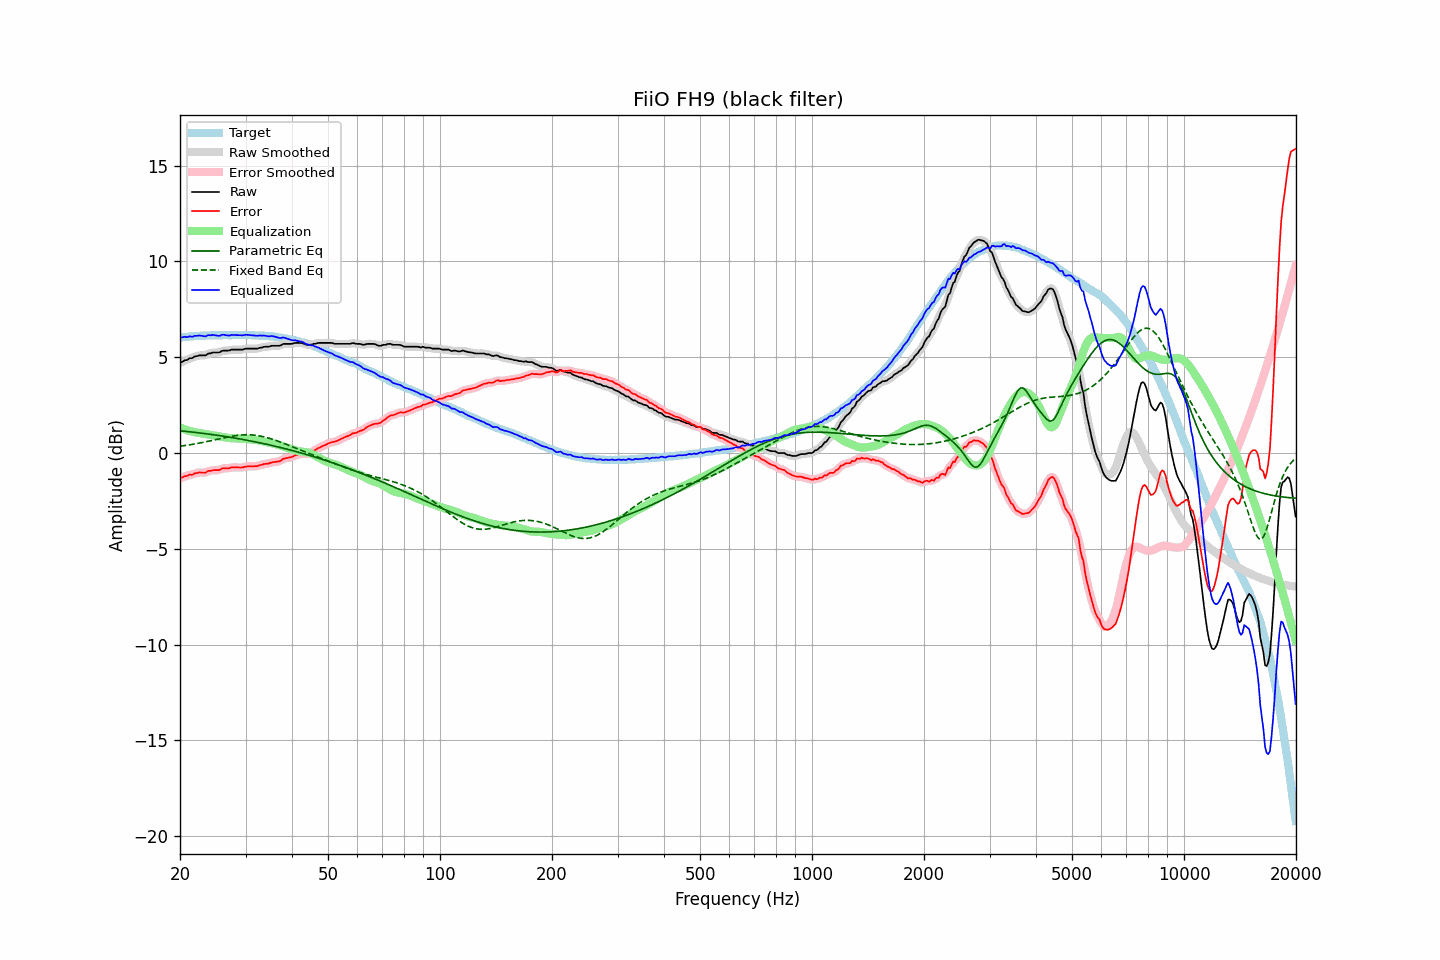 FiiO FH9 (black filter)
Target
Raw Smoothed
Error Smoothed
Raw
Error
Equalization
Parametric Eq
Fixed Band Eq
Equalized
Amplitude (dBr)
15
10
5
0
−5
−10
−15
−20
20 50 100 200 500 1000 2000 5000 10000 20000
Frequency (Hz)